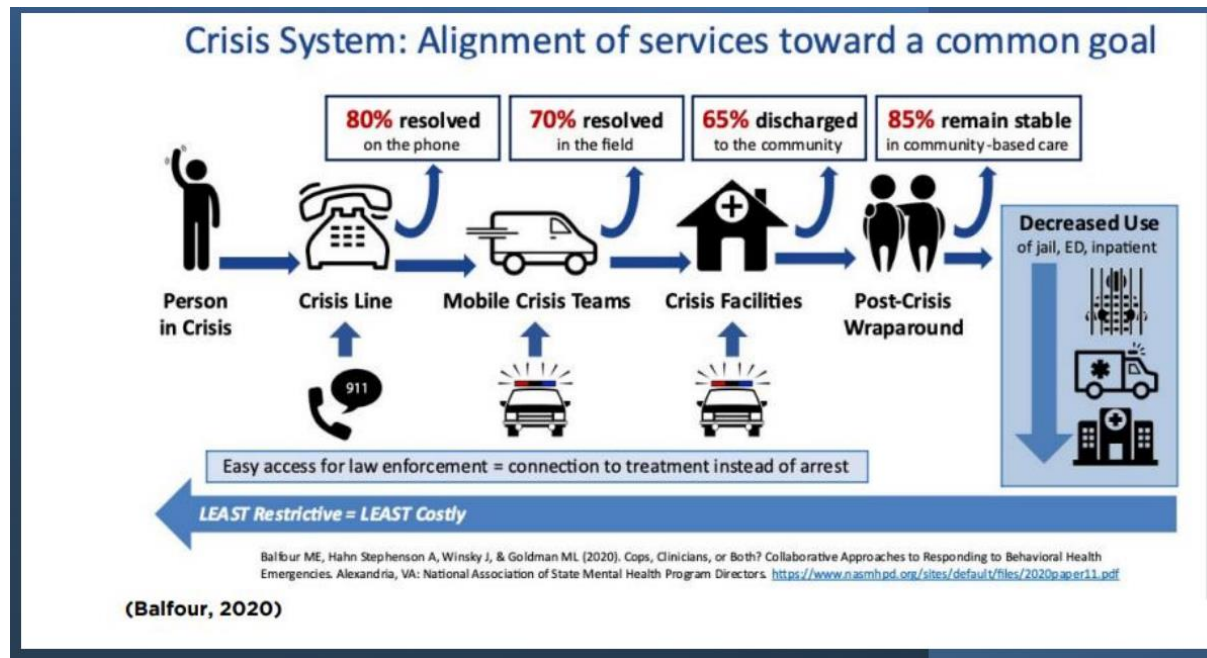 Crisis System: Alignment of services toward a common goal
80% resolved
on the phone
70% resolved
in the field
65% discharged
to the community
85% remain stable
in community-based care
Person
in Crisis
Crisis Line
Mobile Crisis Teams
Crisis Facilities
Post-Crisis
Wraparound
Decreased Use
of jail, ED, inpatient
911
Easy access for law enforcement = connection to treatment instead of arrest
LEAST Restrictive = LEAST Costly
Balfour ME, Hahn Stephenson A, Winsky J, & Goldman ML (2020). Cops, Clinicians, or Both? Collaborative Approaches to Responding to Behavioral Health
Emergencies. Alexandria, VA: National Association of State Mental Health Program Directors. https://www.nasmhpd.org/sites/default/files/2020paper11.pdf
(Balfour, 2020)